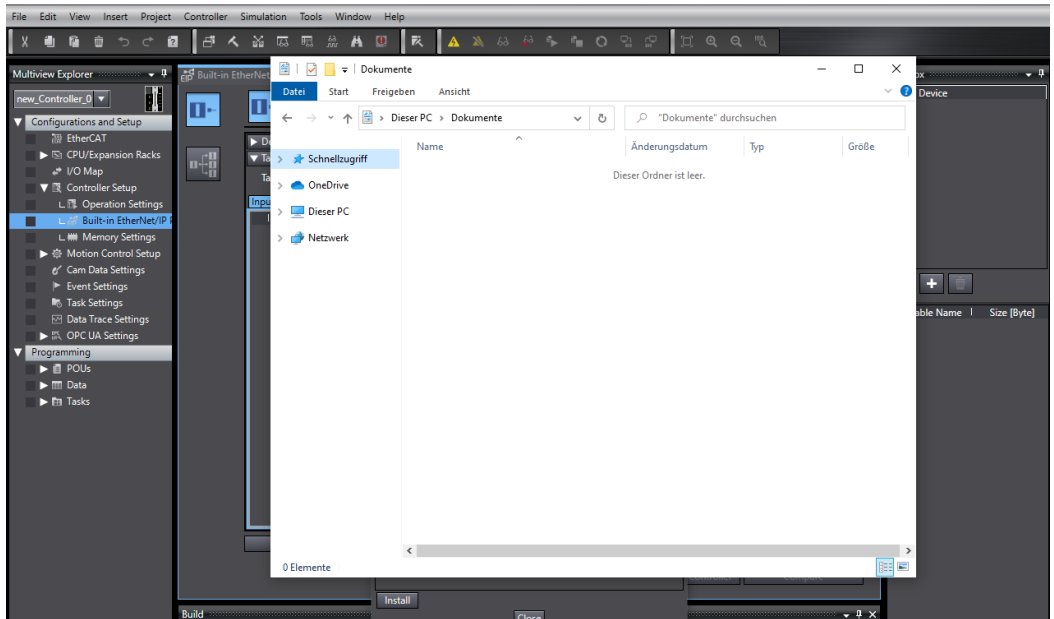 File Edit View Insert Project Controller Simulation Tools Window Help
Multiview Explorer
new_Controller_0
Configurations and Setup
EtherCAT
CPU/Expansion Racks
I/O Map
Controller Setup
Operation Settings
Built-in EtherNet/IP
Memory Settings
Motion Control Setup
Cam Data Settings
Event Settings
Task Settings
Data Trace Settings
OPC UA Settings
Programming
POUs
Data
Tasks
Built-in EtherNet
Dokumente
Datei Start Freigeben Ansicht
Dieser PC > Dokumente
"Dokumente" durchsuchen
Name Änderungsdatum Typ Größe
Dieser Ordner ist leer.
Schnellzugriff
OneDrive
Dieser PC
Netzwerk
0 Elemente
Device
able Name Size [Byte]
Install
Close
Build